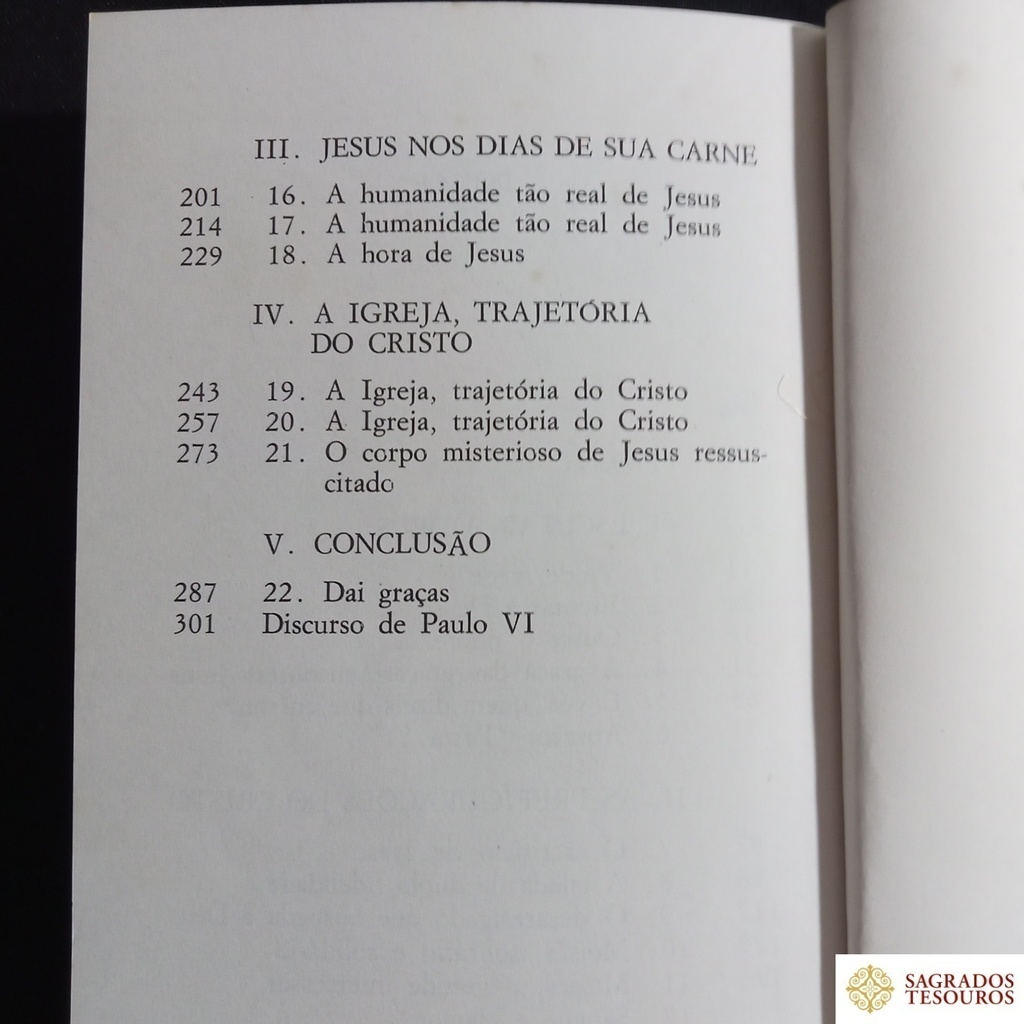 III. JESUS NOS DIAS DE SUA CARNE
201 16. A humanidade tão real de Jesus
214 17. A humanidade tão real de Jesus
229 18. A hora de Jesus
IV. A IGREJA, TRAJETÓRIA
DO CRISTO
243 19. A Igreja, trajetória do Cristo
257 20. A Igreja, trajetória do Cristo
273 21. O corpo misterioso de Jesus ressus-
citado
V. CONCLUSÃO
287 22. Dai graças
301 Discurso de Paulo VI
SAGRADOS
TESOUROS